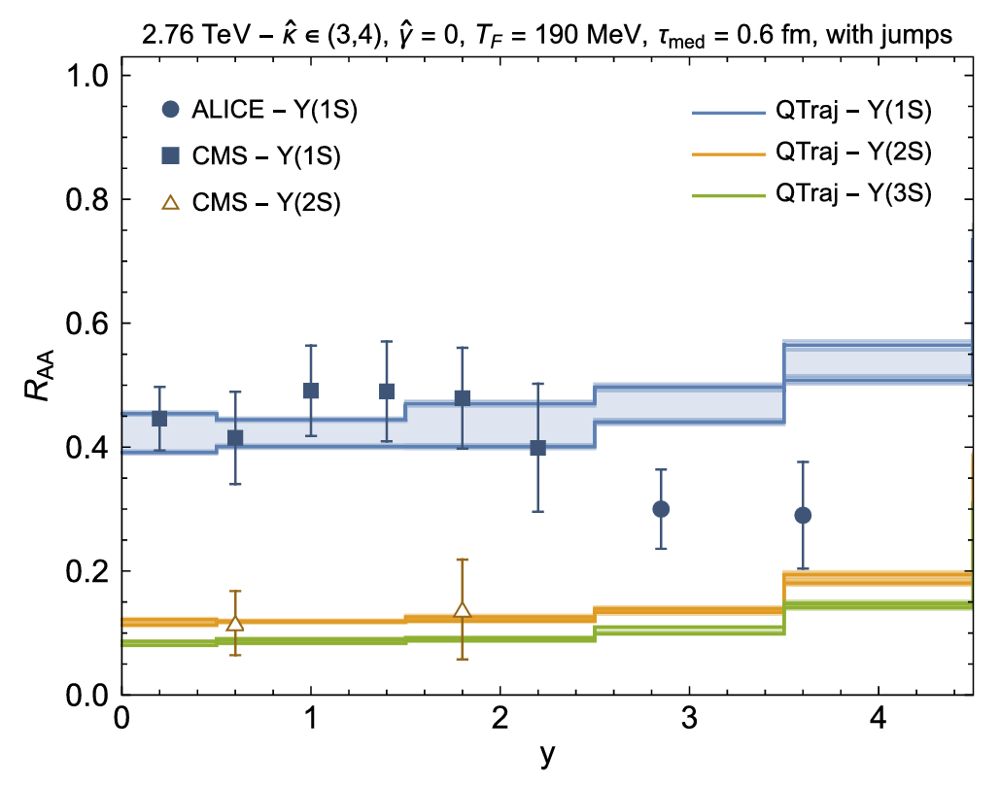 2.76 TeV – κ̂ ∈ (3,4), γ̂ = 0, T_F = 190 MeV, τ_med = 0.6 fm, with jumps
1.0
ALICE – Υ(1S)
QTraj – Υ(1S)
CMS – Υ(1S)
QTraj – Υ(2S)
CMS – Υ(2S)
QTraj – Υ(3S)
0.8
0.6
R_AA
0.4
0.2
0.0
0 1 2 3 4
y